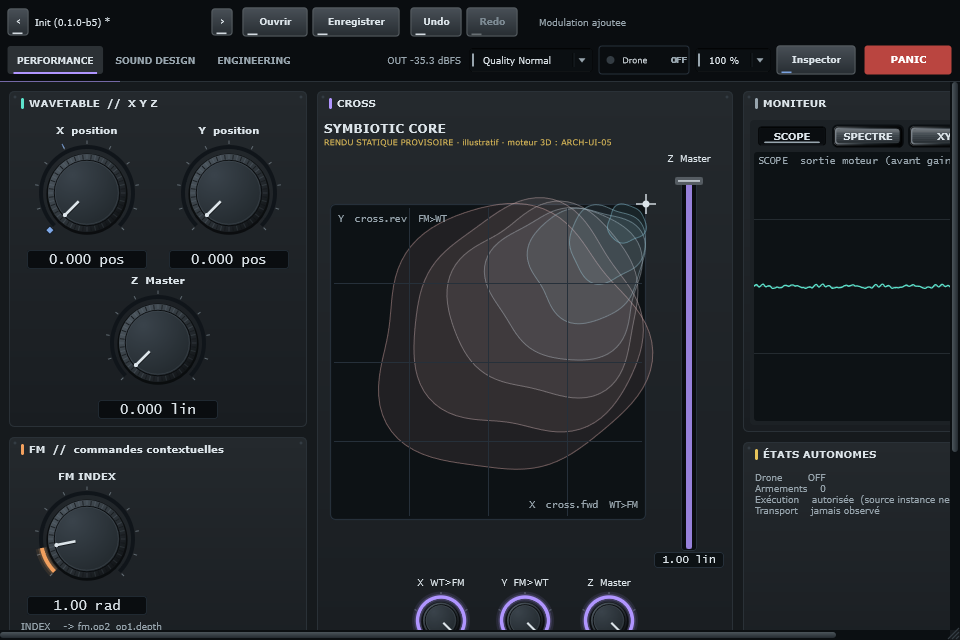 < Init (0.1.0-b5) * > Ouvrir Enregistrer Undo Redo Modulation ajoutee
PERFORMANCE SOUND DESIGN ENGINEERING OUT -35.3 dBFS Quality Normal Drone OFF 100 % Inspector PANIC
WAVETABLE // X Y Z
X position Y position
0.000 pos 0.000 pos
Z Master
0.000 lin
FM // commandes contextuelles
FM INDEX
1.00 rad
INDEX -> fm.op2_op1.depth
CROSS
SYMBIOTIC CORE
RENDU STATIQUE PROVISOIRE - illustratif - moteur 3D : ARCH-UI-05
Z Master
Y cross.rev FM>WT
X cross.fwd WT>FM
1.00 lin
X WT>FM Y FM>WT Z Master
MONITEUR
SCOPE SPECTRE XY
SCOPE sortie moteur (avant gain
ÉTATS AUTONOMES
Drone OFF
Armements 0
Exécution autorisée (source instance ne
Transport jamais observé